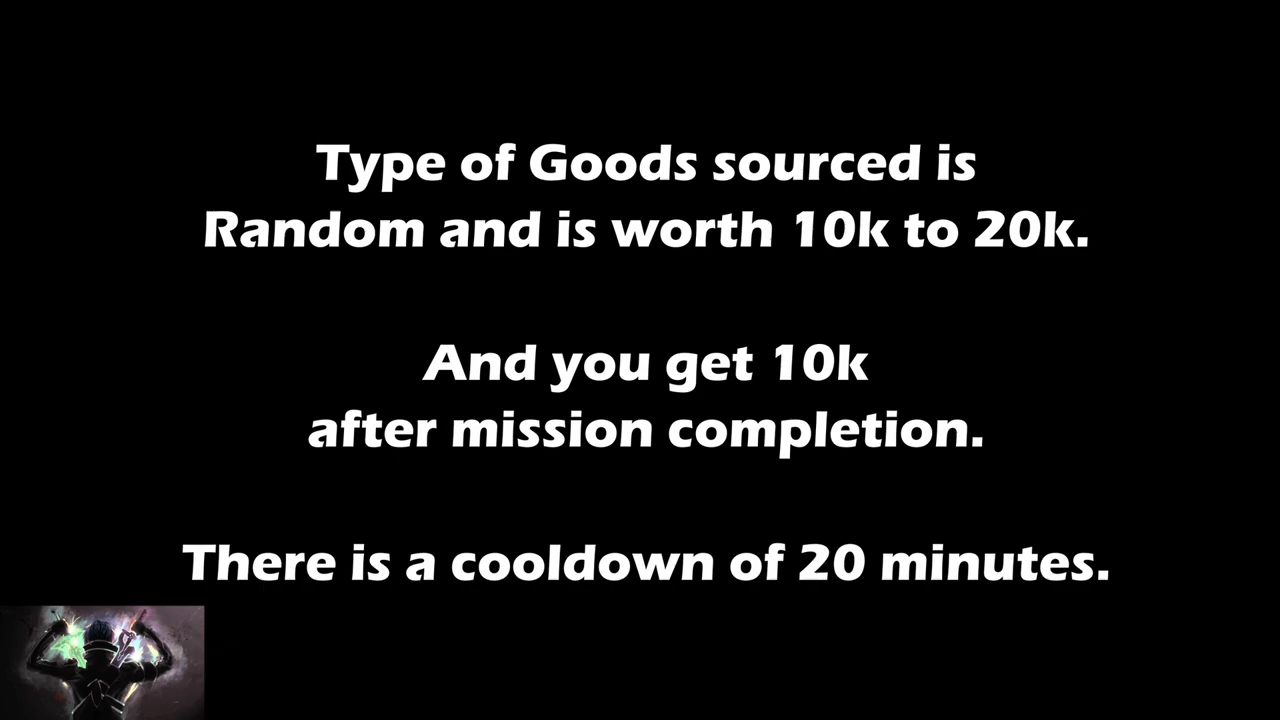 Type of Goods sourced is
Random and is worth 10k to 20k.
And you get 10k
after mission completion.
There is a cooldown of 20 minutes.